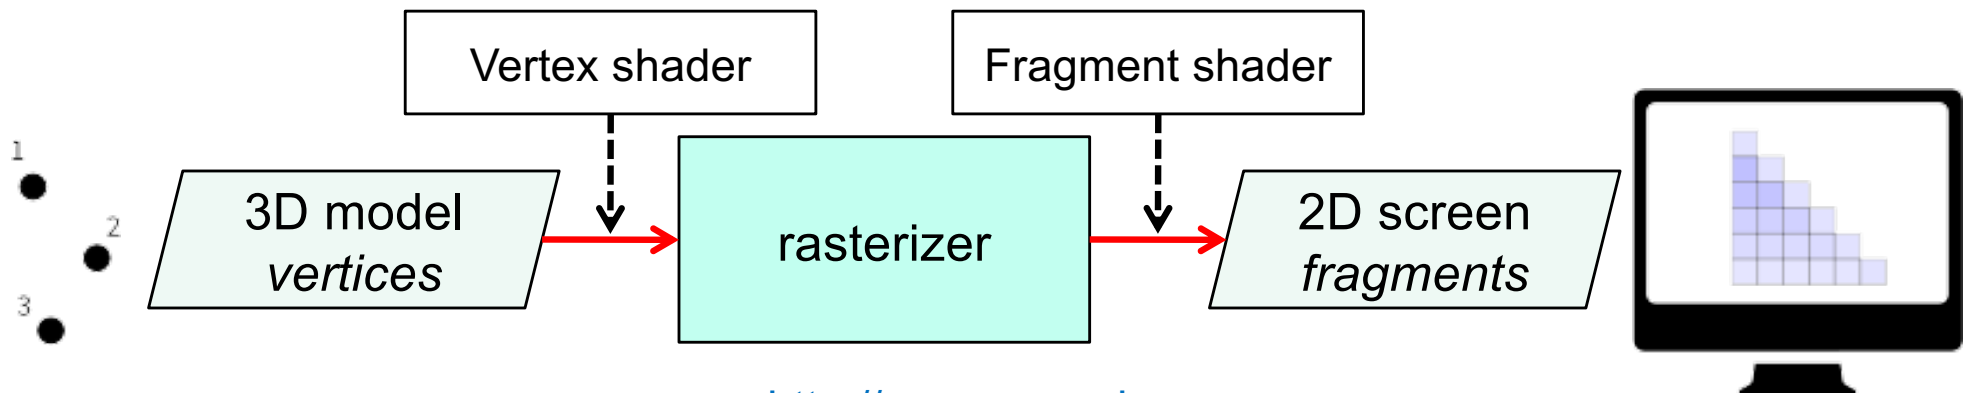 Vertex shader
Fragment shader
1
2
3
3D model
vertices
rasterizer
2D screen
fragments